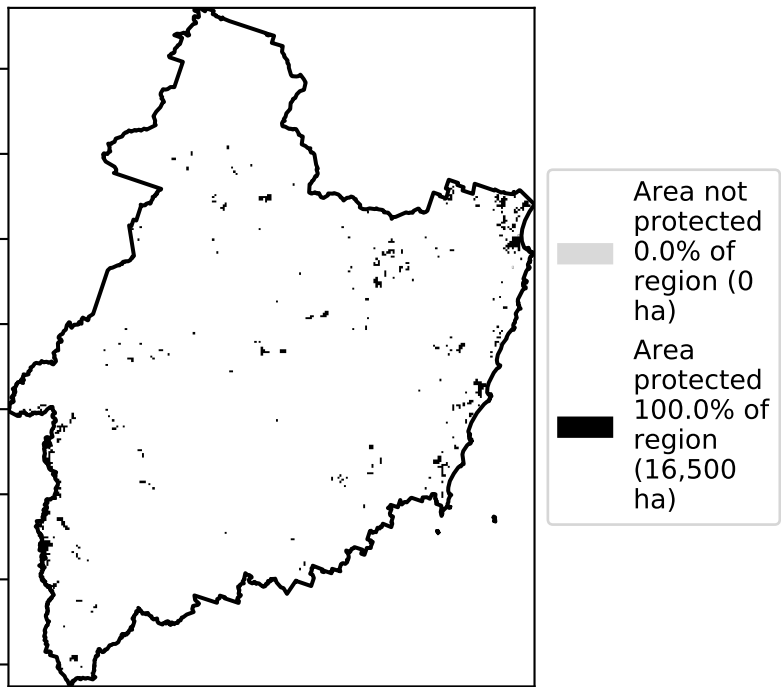 Area not
protected
0.0% of
region (0
ha)
Area
protected
100.0% of
region
(16,500
ha)